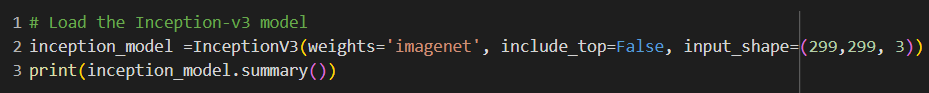 1 # Load the Inception-v3 model
2 inception_model =InceptionV3(weights='imagenet', include_top=False, input_shape=(299,299, 3))
3 print(inception_model.summary())